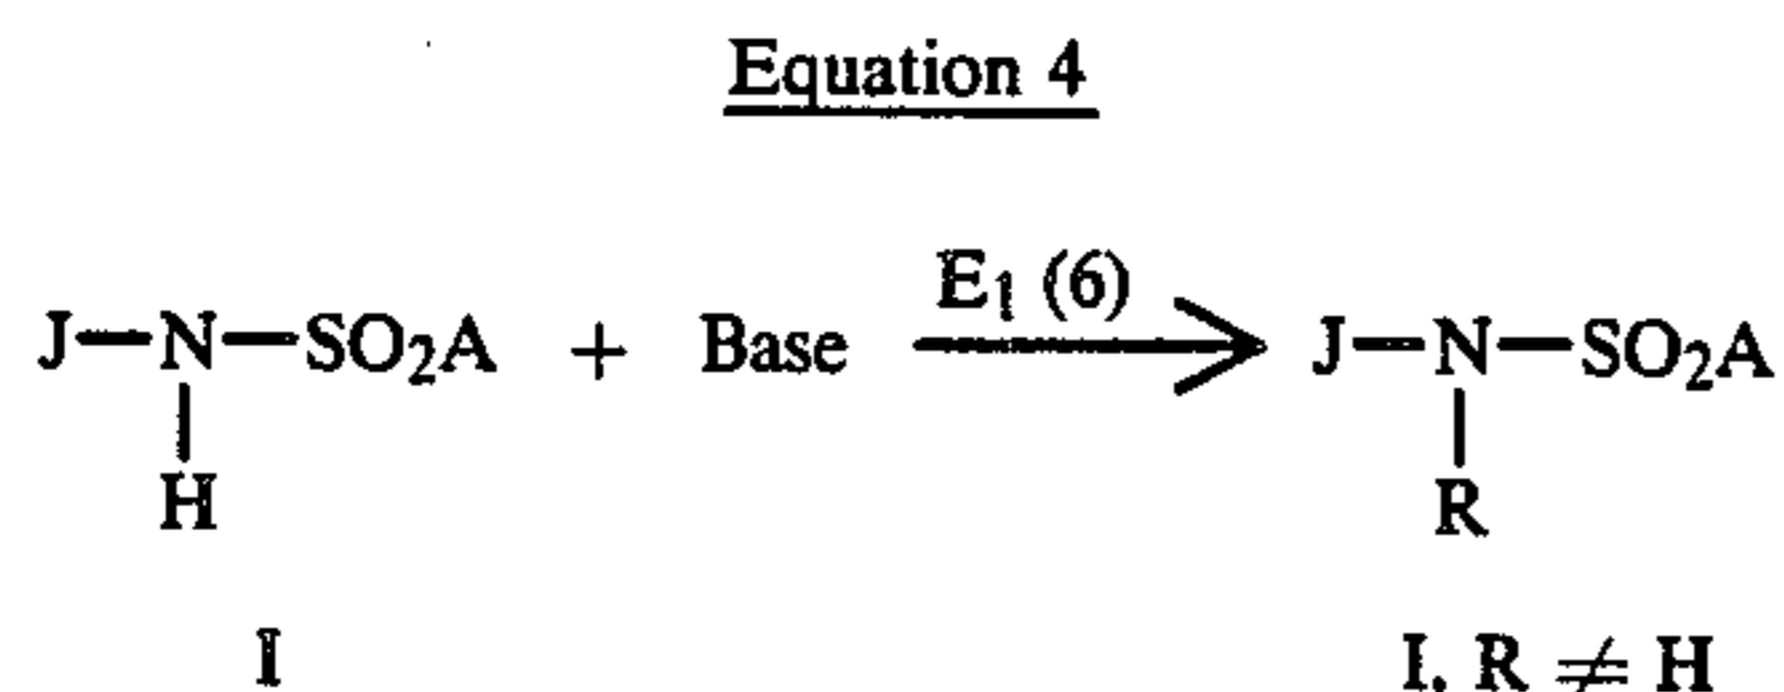 Equation 4
E₁ (6)
J—N—SO₂A + Base → J—N—SO₂A
H R
I I, R ≠ H